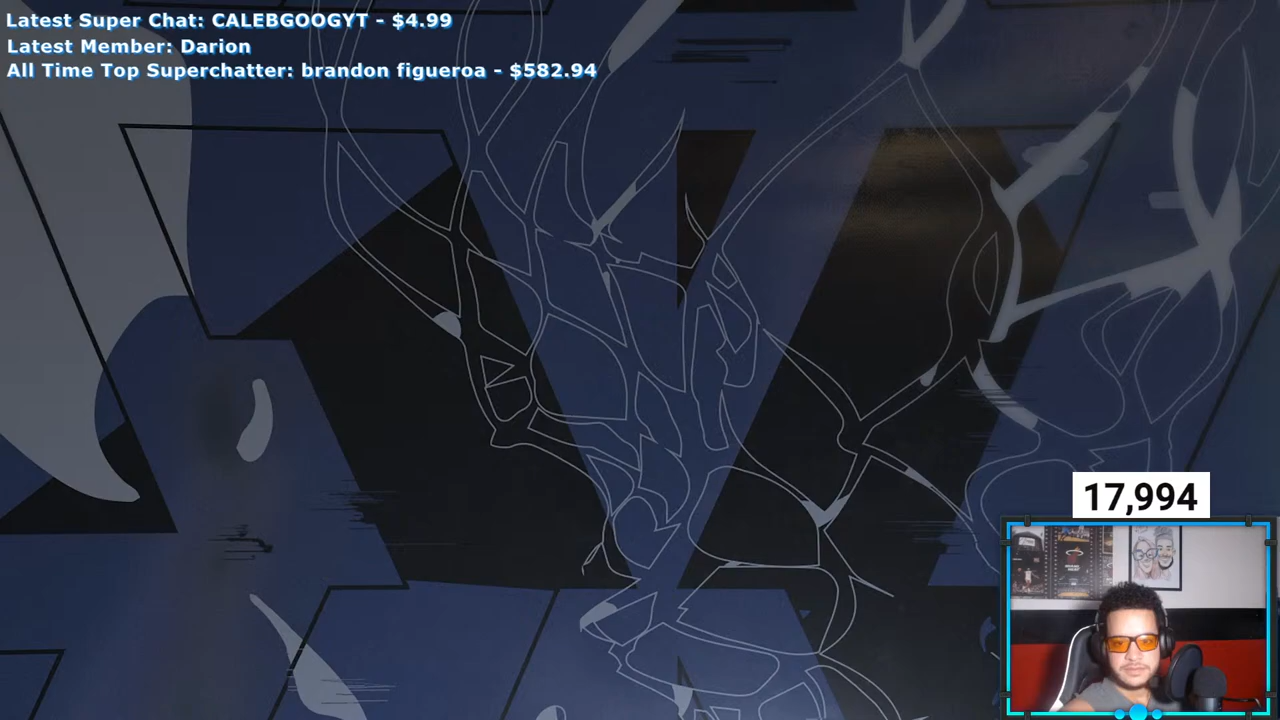 Latest Super Chat: CALEBGOOGYT - $4.99
Latest Member: Darion
All Time Top Superchatter: brandon figueroa - $582.94
17,994